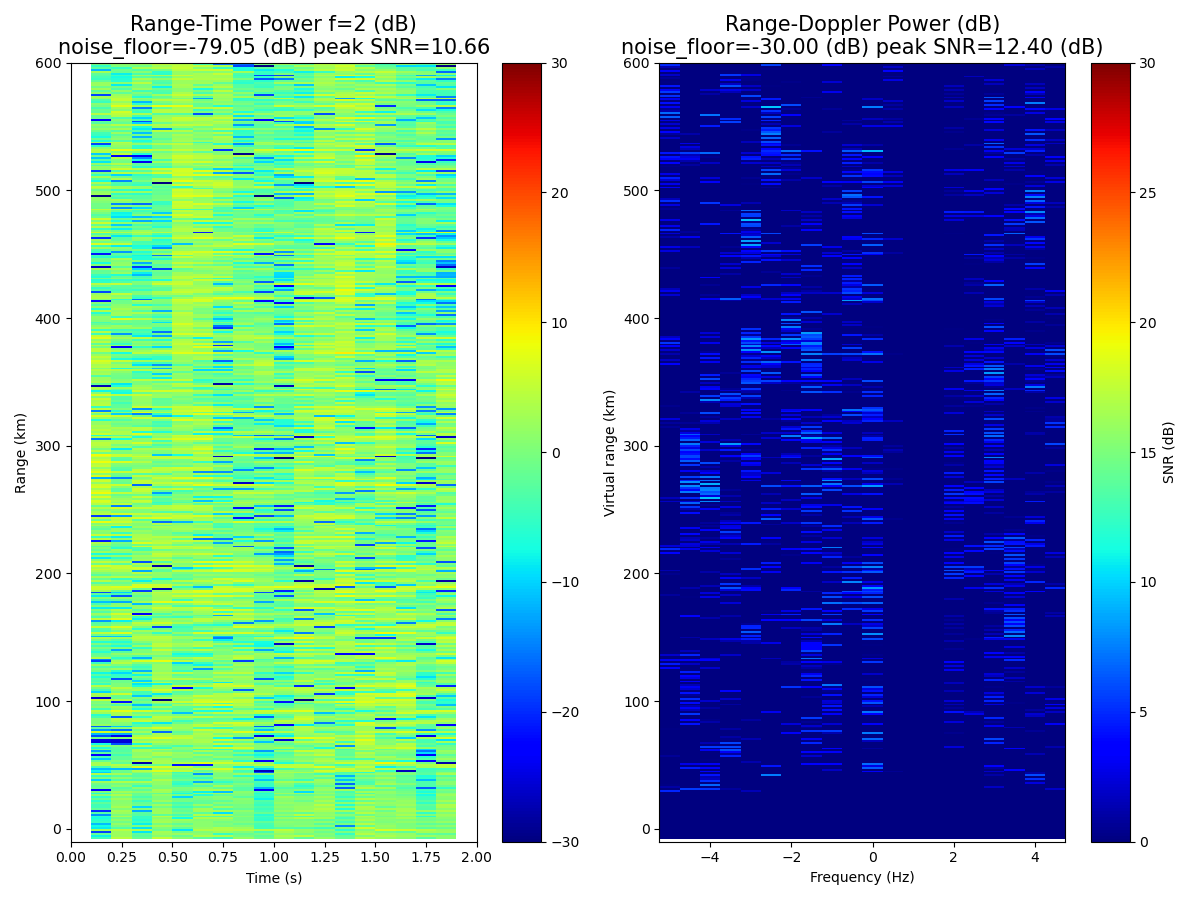 Range-Time Power f=2 (dB)
noise_floor=-79.05 (dB) peak SNR=10.66
600
500
400
300
200
100
0
Range (km)
0.00 0.25 0.50 0.75 1.00 1.25 1.50 1.75 2.00
Time (s)
30
20
10
0
−10
−20
−30
Range-Doppler Power (dB)
noise_floor=-30.00 (dB) peak SNR=12.40 (dB)
600
500
400
300
200
100
0
Virtual range (km)
−4 −2 0 2 4
Frequency (Hz)
30
25
20
15
10
5
0
SNR (dB)